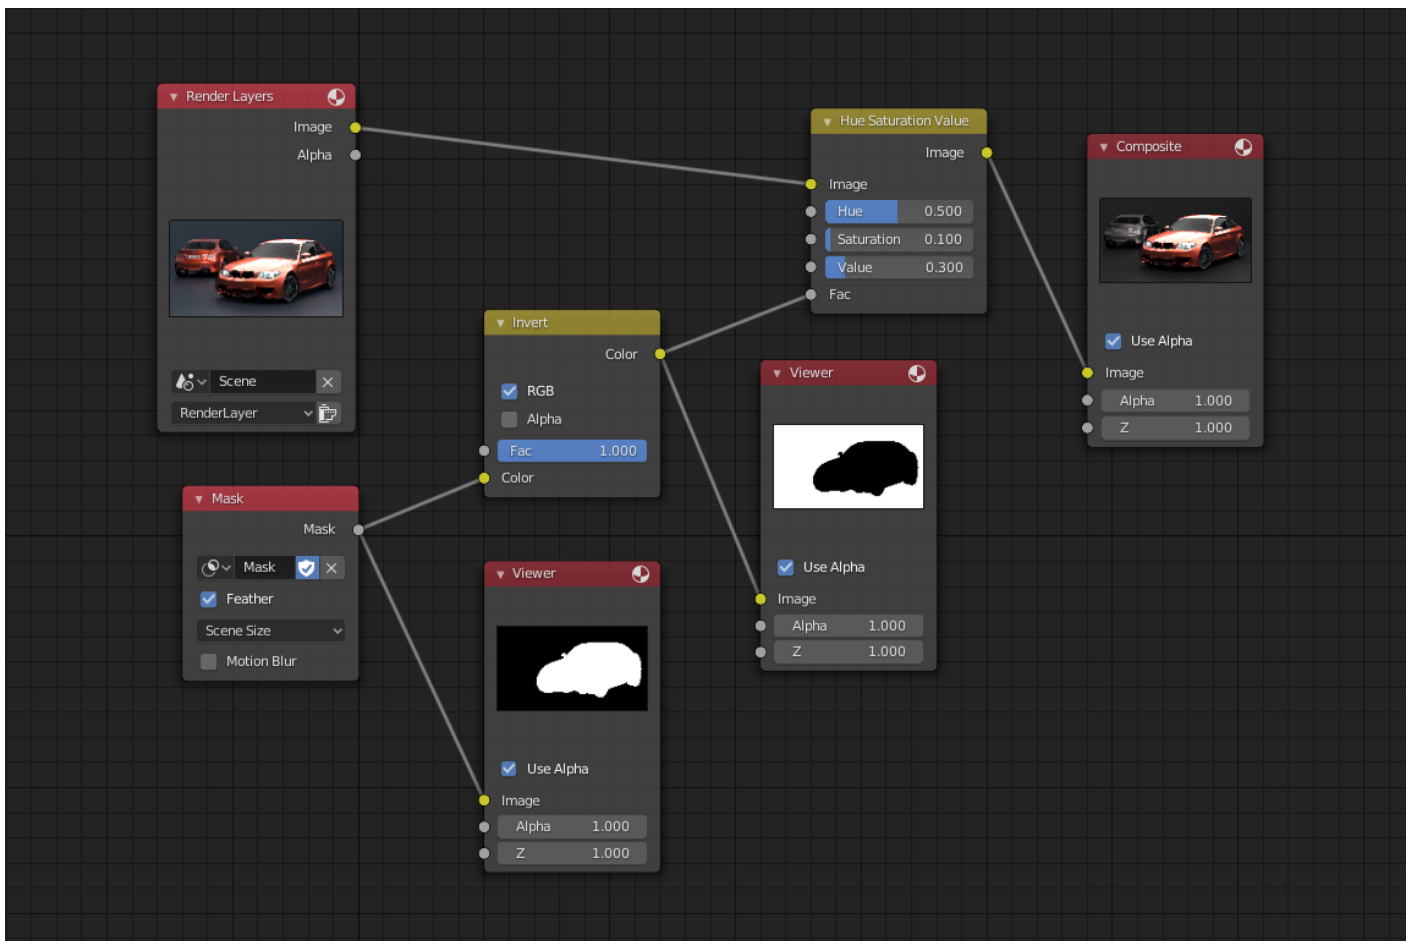 Render Layers
Image
Alpha
Scene
RenderLayer
Mask
Mask
Mask
Feather
Scene Size
Motion Blur
Invert
Color
RGB
Alpha
Fac 1.000
Color
Viewer
Use Alpha
Image
Alpha 1.000
Z 1.000
Hue Saturation Value
Image
Image
Hue 0.500
Saturation 0.100
Value 0.300
Fac
Viewer
Use Alpha
Image
Alpha 1.000
Z 1.000
Composite
Use Alpha
Image
Alpha 1.000
Z 1.000